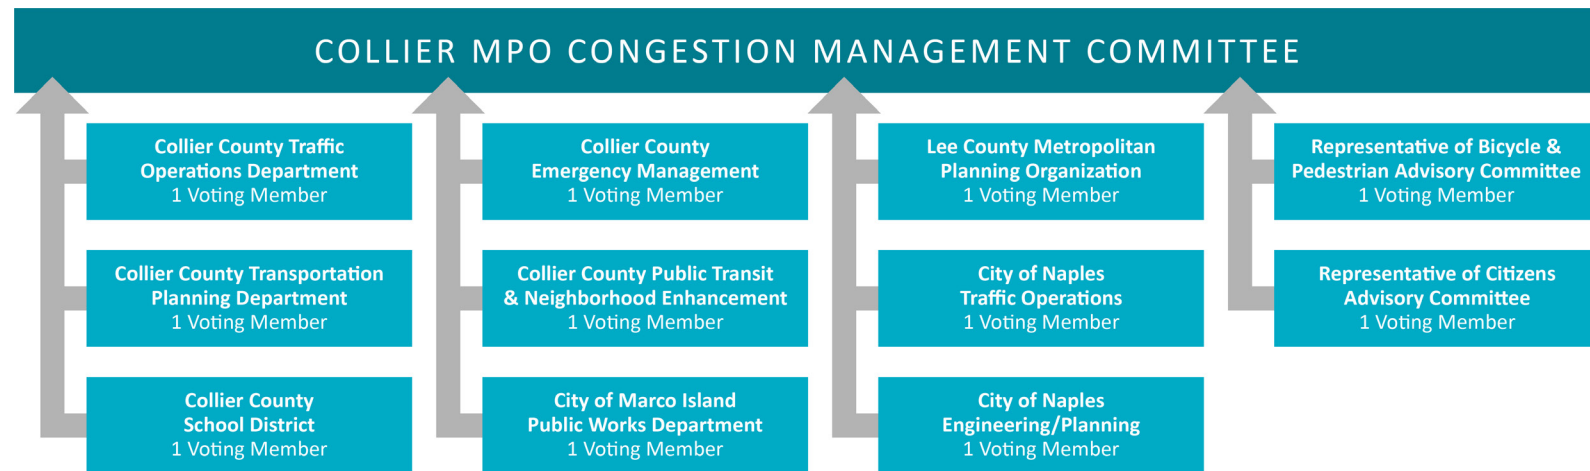 COLLIER MPO CONGESTION MANAGEMENT COMMITTEE
Collier County Traffic
Operations Department
1 Voting Member
Collier County Transportation
Planning Department
1 Voting Member
Collier County
School District
1 Voting Member
Collier County
Emergency Management
1 Voting Member
Collier County Public Transit
& Neighborhood Enhancement
1 Voting Member
City of Marco Island
Public Works Department
1 Voting Member
Lee County Metropolitan
Planning Organization
1 Voting Member
City of Naples
Traffic Operations
1 Voting Member
City of Naples
Engineering/Planning
1 Voting Member
Representative of Bicycle &
Pedestrian Advisory Committee
1 Voting Member
Representative of Citizens
Advisory Committee
1 Voting Member